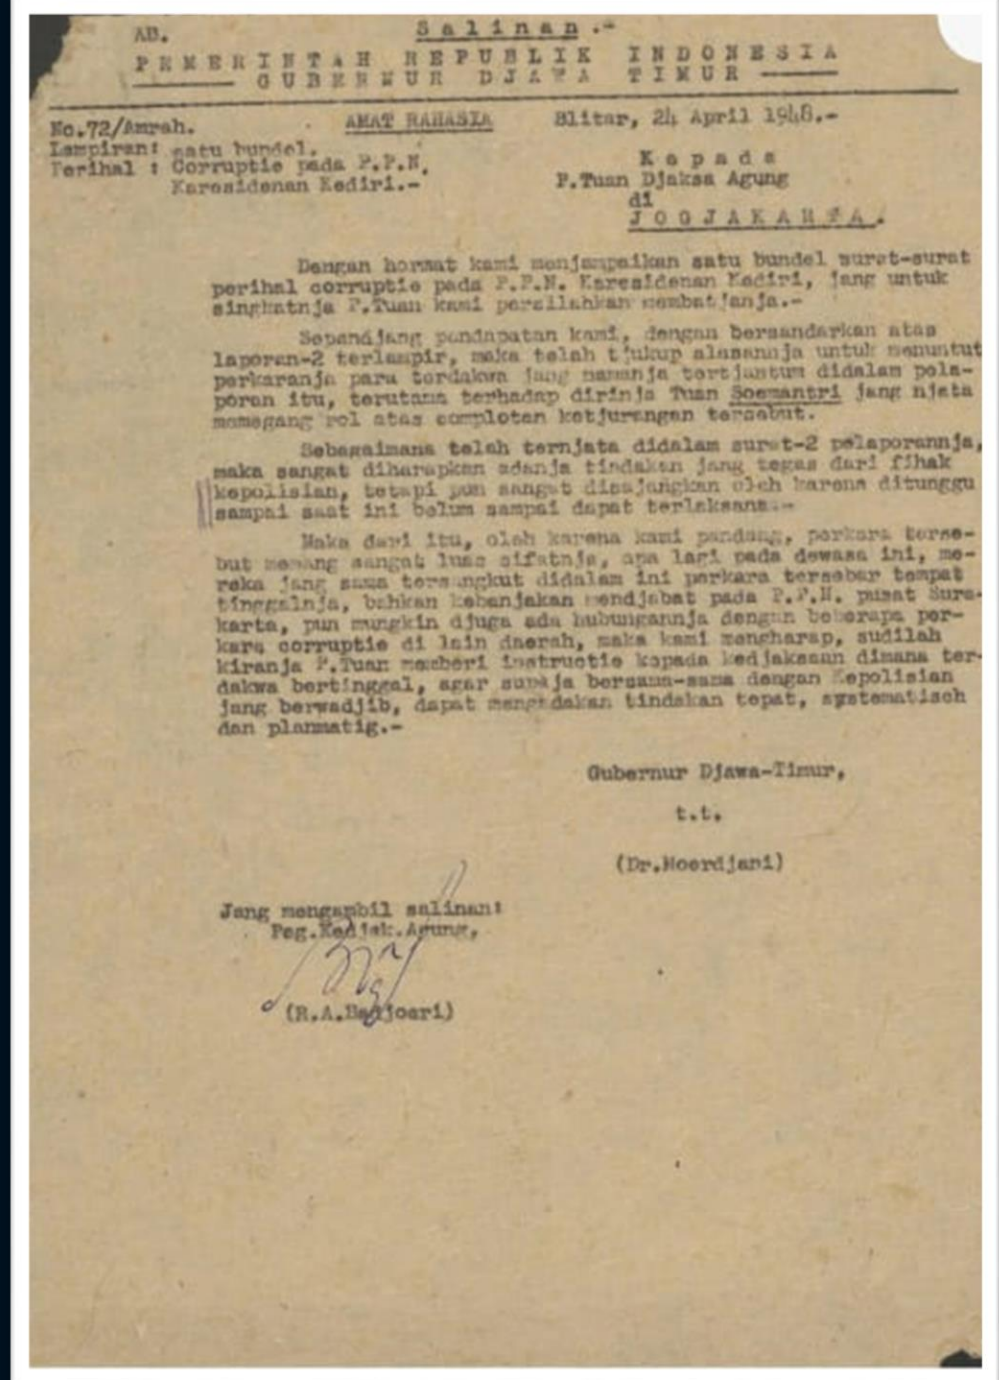 AB.
Salinan.-
PEMERINTAH REPUBLIK INDONESIA
GUBERNUR DJAWA TIMUR
No.72/Amrah.
AMAT RAHASIA
Blitar, 24 April 1948.-
Lampiran: satu bundel.
Perihal : Corruptie pada P.P.N.
Karesidenan Kediri.-
Kepada
P.Tuan Djaksa Agung
di
JOGJAKARTA.
Dengan hormat kami menjampaikan satu bundel surat-surat
perihal corruptie pada P.P.N. Karesidenan Kediri, jang untuk
singkatnja P.Tuan kami persilahkan membatjanja.-
Sepandjang pendapatan kami, dengan bersandarkan atas
laporan-2 terlampir, maka telah tjukup alasannja untuk menuntut
perkaranja para terdakwa jang namanja tertjantum didalam pela-
poran itu, terutama terhadap dirinja Tuan Soemantri jang njata
memegang rol atas complotan ketjurangan tersebut.
Sebagaimana telah ternjata didalam surat-2 pelaporannja,
maka sangat diharapkan adanja tindakan jang tegas dari fihak
kepolisian, tetapi pun sangat disajangkan oleh karena ditunggu
sampai saat ini belum sampai dapat terlaksana.-
Maka dari itu, oleh karena kami pandang, perkara terse-
but memang sangat luas sifatnja, apa lagi pada dewasa ini, me-
reka jang sama tersangkut didalam ini perkara tersebar tempat
tinggalnja, bahkan kebanjakan mendjabat pada P.P.N. pusat Sura-
karta, pun mungkin djuga ada hubungannja dengan beberapa per-
kara corruptie di lain daerah, maka kami mengharap, sudilah
kiranja P.Tuan memberi instructie kepada kedjaksaan dimana ter-
dakwa bertinggal, agar supaja bersama-sama dengan Kepolisian
jang berwadjib, dapat mengadakan tindakan tepat, systematisch
dan planmatig.-
Gubernur Djawa-Timur,
t.t.
(Dr.Moerdjani)
Jang mengambil salinan:
Peg.Kedjak.Agung,
(R.A.Badjoeri)